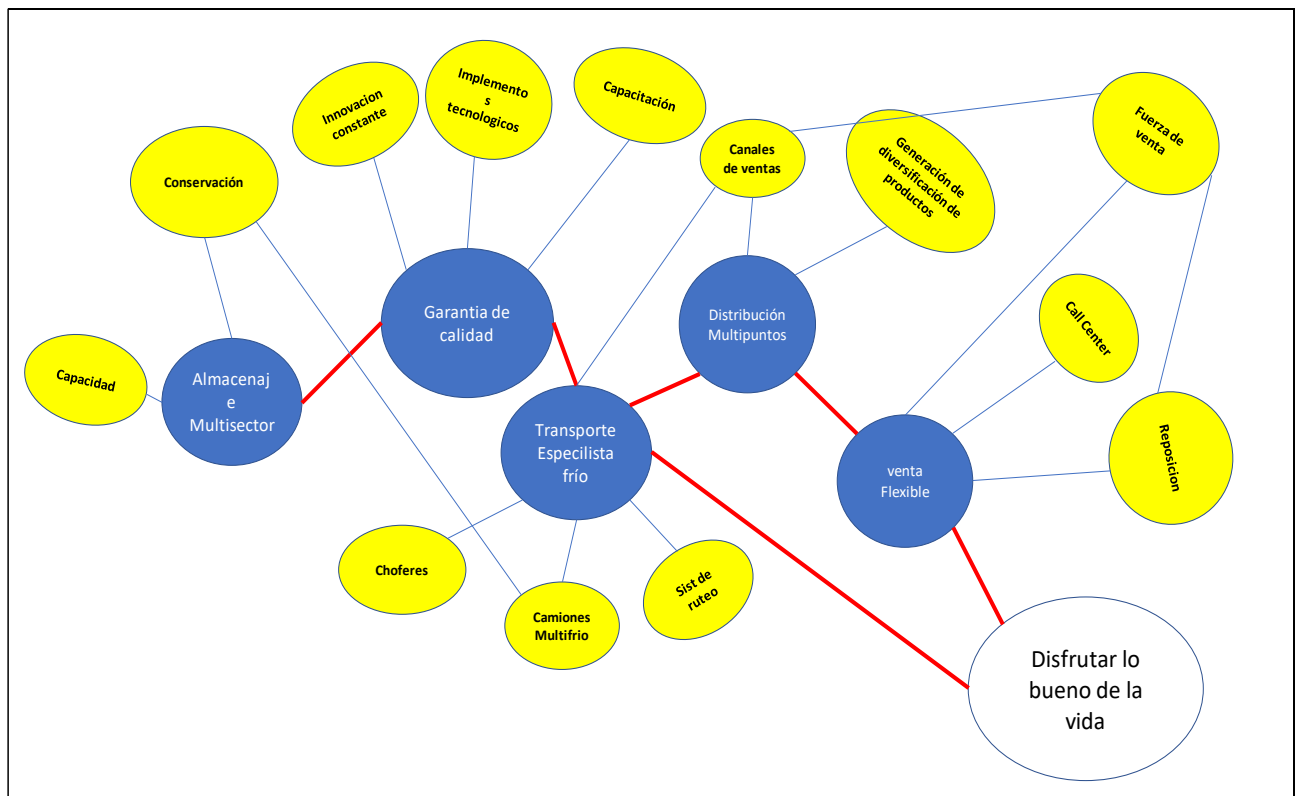 Innovacion
constante
Implemento
s
tecnologicos
Capacitación
Canales
de ventas
Generación de
diversificación de
productos
Fuerza de
venta
Conservación
Garantia de
calidad
Distribución
Multipuntos
Call Center
Capacidad
Almacenaj
e
Multisector
Transporte
Especilista
frío
venta
Flexible
Reposicion
Choferes
Camiones
Multifrio
Sist de
ruteo
Disfrutar lo
bueno de la
vida